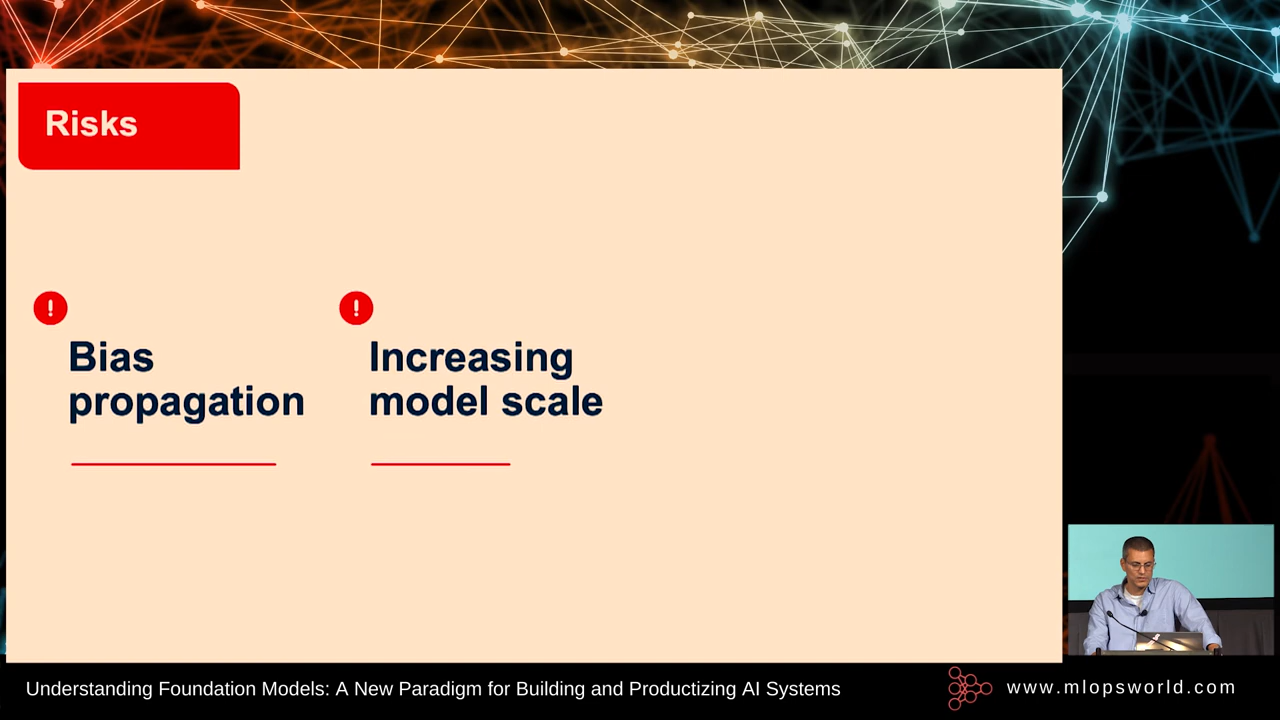 Risks
!
!
Bias
propagation
Increasing
model scale
Understanding Foundation Models: A New Paradigm for Building and Productizing AI Systems
www.mlopsworld.com